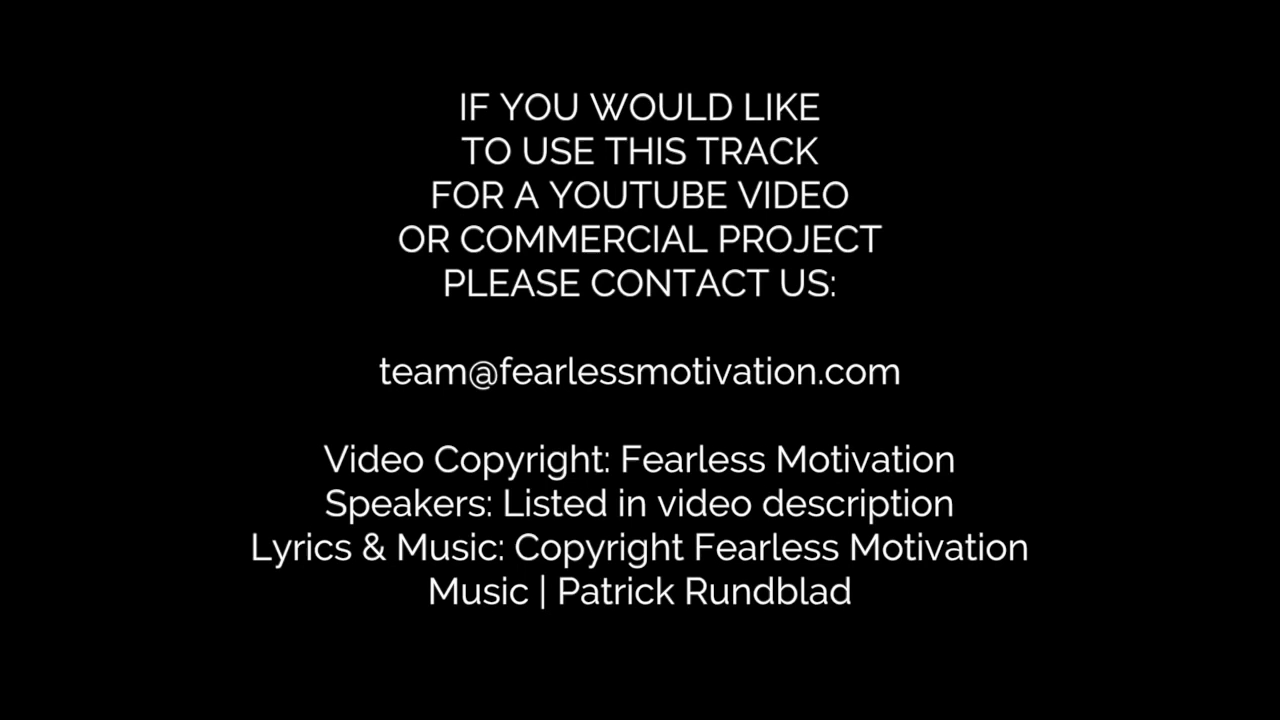 IF YOU WOULD LIKE
TO USE THIS TRACK
FOR A YOUTUBE VIDEO
OR COMMERCIAL PROJECT
PLEASE CONTACT US:
team@fearlessmotivation.com
Video Copyright: Fearless Motivation
Speakers: Listed in video description
Lyrics & Music: Copyright Fearless Motivation
Music | Patrick Rundblad